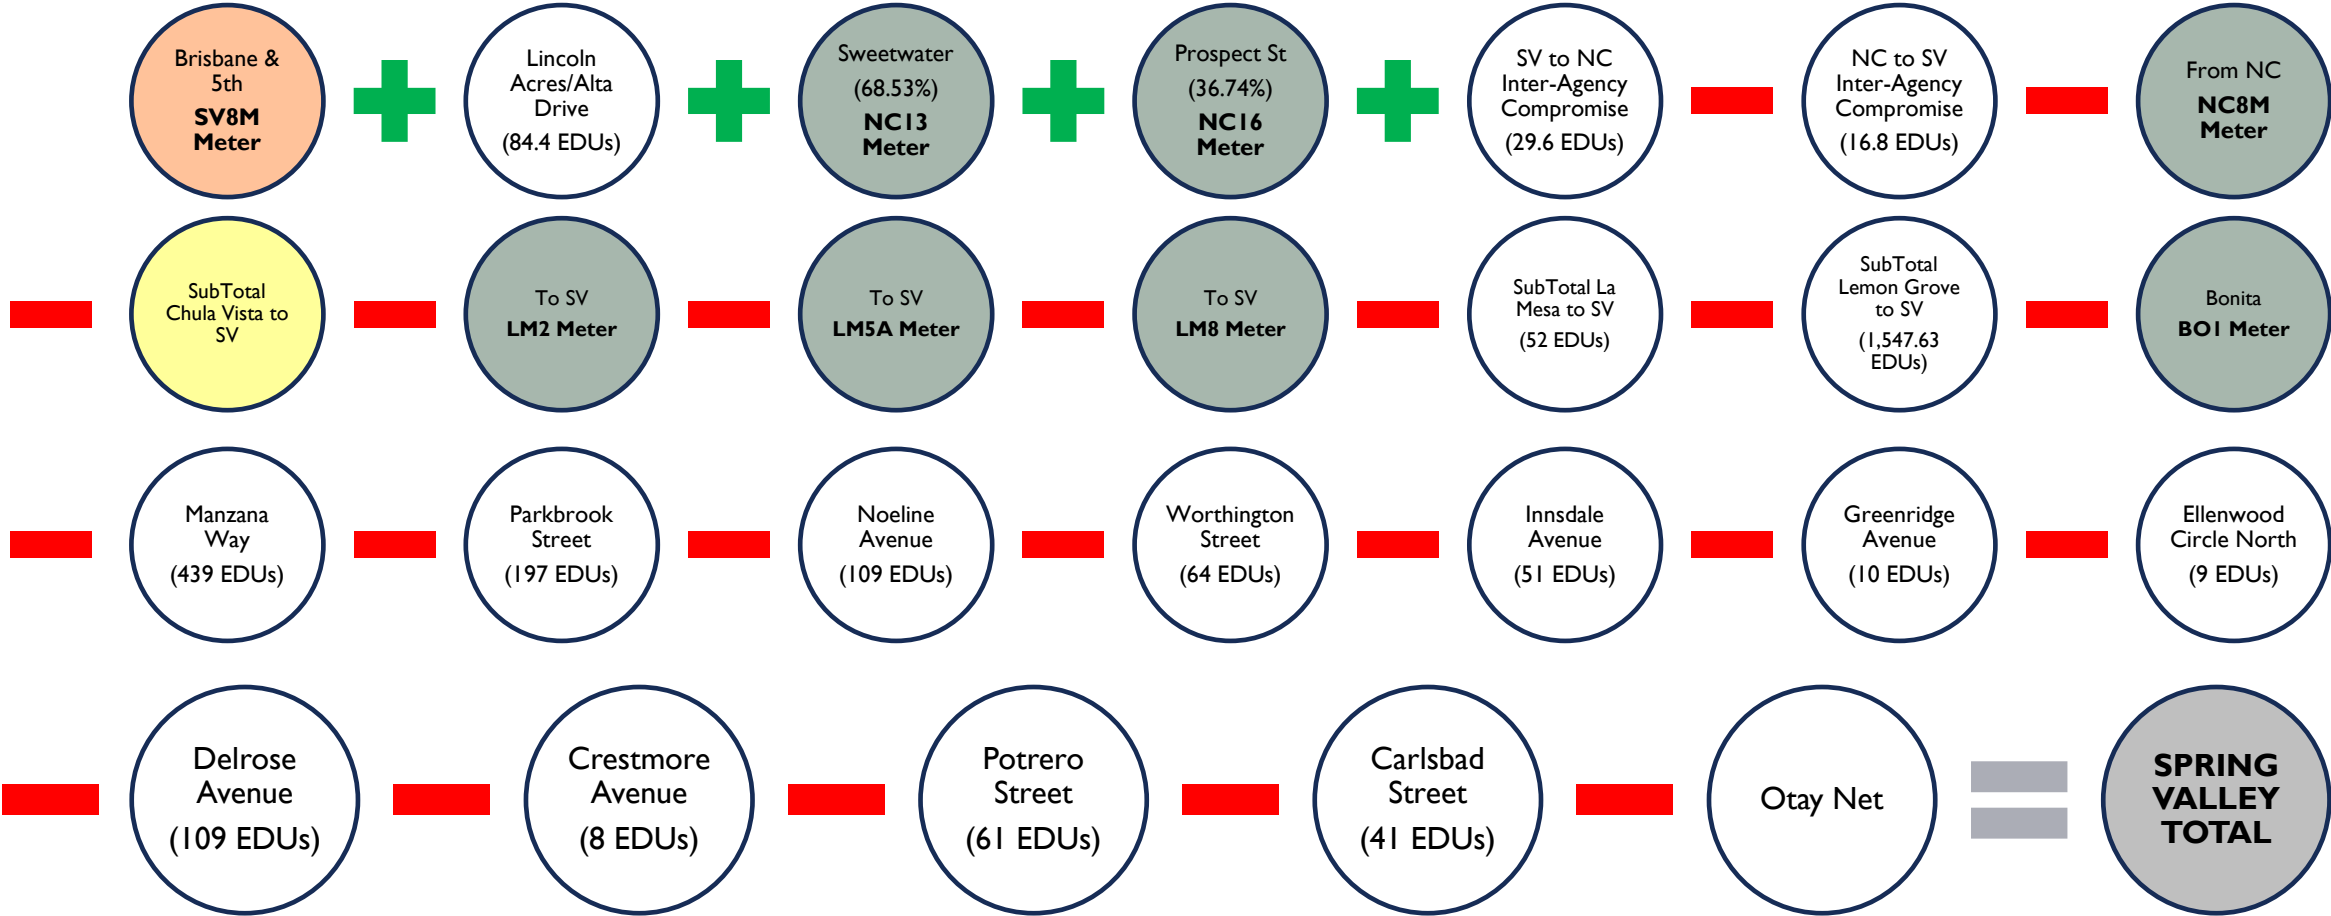 Brisbane &
5th
SV8M
Meter
Lincoln
Acres/Alta
Drive
(84.4 EDUs)
Sweetwater
(68.53%)
NC13
Meter
Prospect St
(36.74%)
NC16
Meter
SV to NC
Inter-Agency
Compromise
(29.6 EDUs)
NC to SV
Inter-Agency
Compromise
(16.8 EDUs)
From NC
NC8M
Meter
SubTotal
Chula Vista to
SV
To SV
LM2 Meter
To SV
LM5A Meter
To SV
LM8 Meter
SubTotal La
Mesa to SV
(52 EDUs)
SubTotal
Lemon Grove
to SV
(1,547.63
EDUs)
Bonita
BO1 Meter
Manzana
Way
(439 EDUs)
Parkbrook
Street
(197 EDUs)
Noeline
Avenue
(109 EDUs)
Worthington
Street
(64 EDUs)
Innsdale
Avenue
(51 EDUs)
Greenridge
Avenue
(10 EDUs)
Ellenwood
Circle North
(9 EDUs)
Delrose
Avenue
(109 EDUs)
Crestmore
Avenue
(8 EDUs)
Potrero
Street
(61 EDUs)
Carlsbad
Street
(41 EDUs)
Otay Net
SPRING
VALLEY
TOTAL